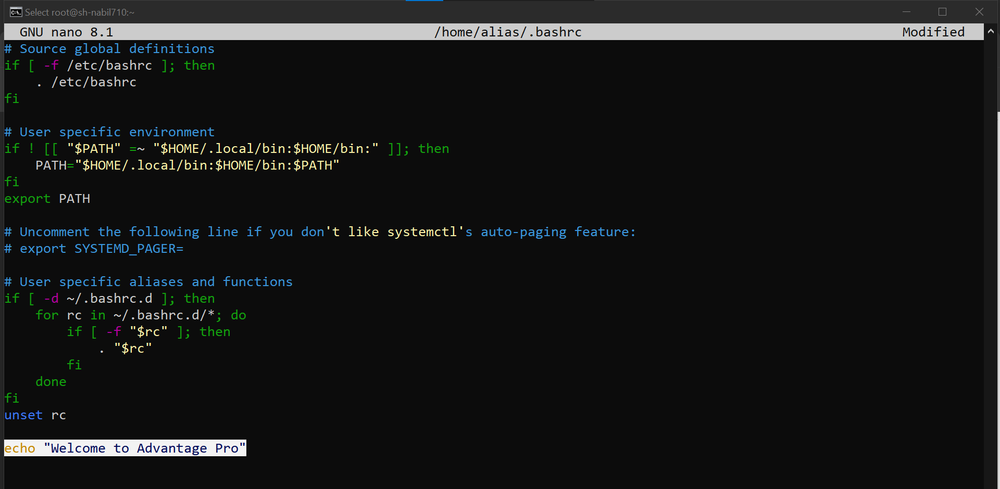 Select root@sh-nabil710:~
GNU nano 8.1 /home/alias/.bashrc Modified
# Source global definitions
if [ -f /etc/bashrc ]; then
    . /etc/bashrc
fi

# User specific environment
if ! [[ "$PATH" =~ "$HOME/.local/bin:$HOME/bin:" ]]; then
    PATH="$HOME/.local/bin:$HOME/bin:$PATH"
fi
export PATH

# Uncomment the following line if you don't like systemctl's auto-paging feature:
# export SYSTEMD_PAGER=

# User specific aliases and functions
if [ -d ~/.bashrc.d ]; then
    for rc in ~/.bashrc.d/*; do
        if [ -f "$rc" ]; then
            . "$rc"
        fi
    done
fi
unset rc

echo "Welcome to Advantage Pro"